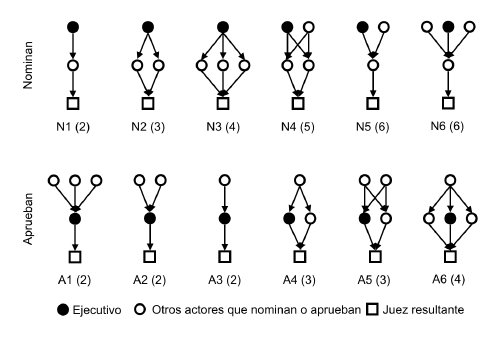 Nominan
N1 (2) N2 (3) N3 (4) N4 (5) N5 (6) N6 (6)
Aprueban
A1 (2) A2 (2) A3 (2) A4 (3) A5 (3) A6 (4)
Ejecutivo Otros actores que nominan o aprueban Juez resultante